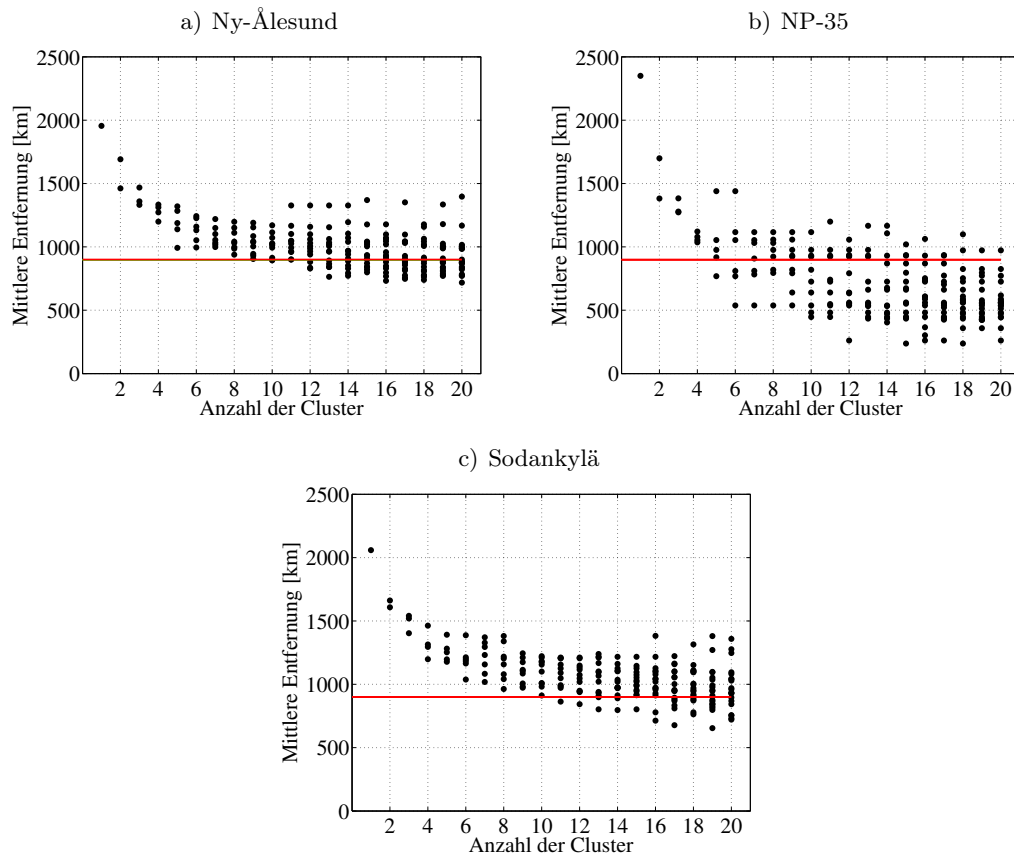 a) Ny-Ålesund
2500
2000
1500
1000
500
0
Mittlere Entfernung [km]
2 4 6 8 10 12 14 16 18 20
Anzahl der Cluster
b) NP-35
2500
2000
1500
1000
500
0
Mittlere Entfernung [km]
2 4 6 8 10 12 14 16 18 20
Anzahl der Cluster
c) Sodankylä
2500
2000
1500
1000
500
0
Mittlere Entfernung [km]
2 4 6 8 10 12 14 16 18 20
Anzahl der Cluster